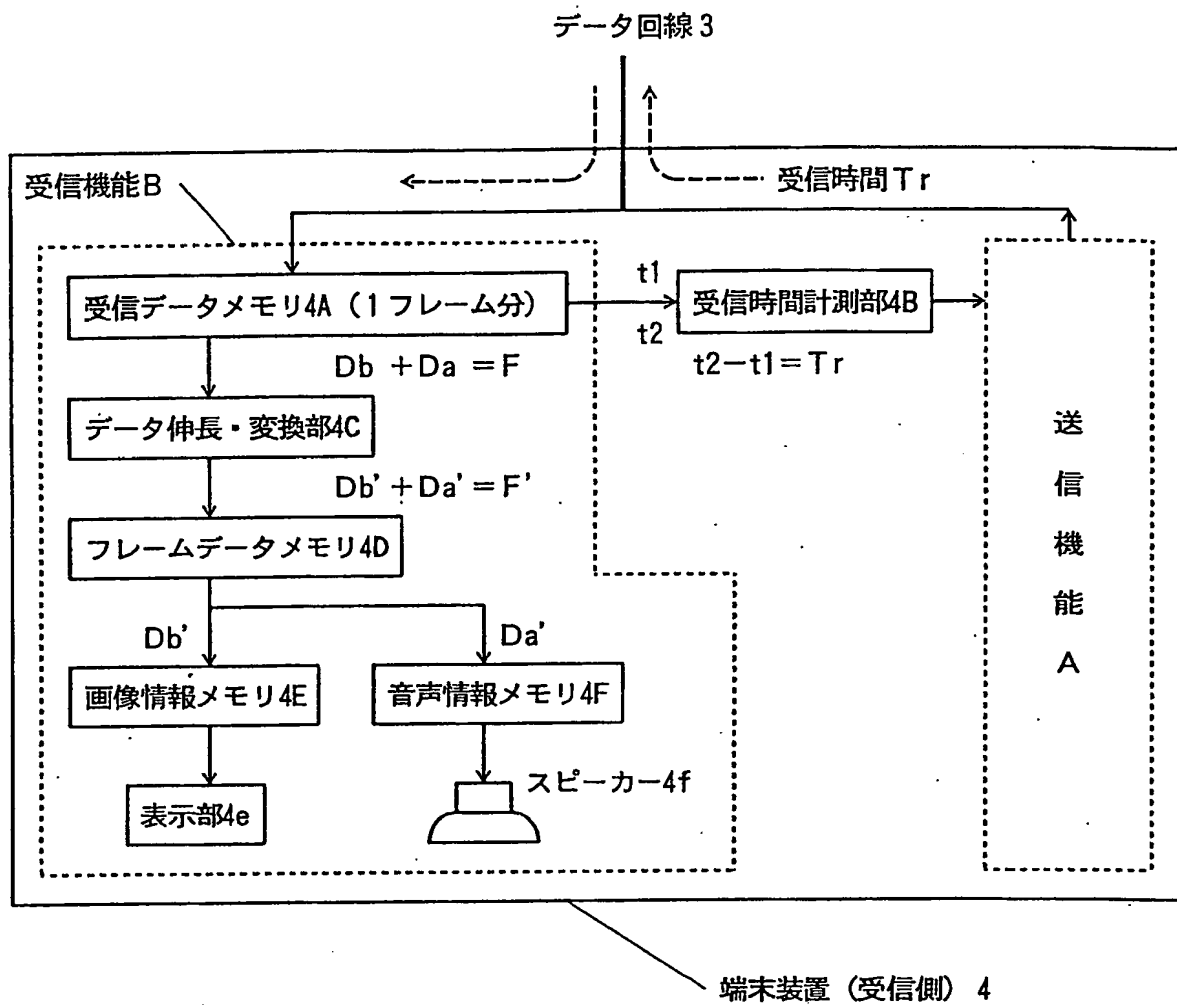 データ回線3
受信機能B
受信時間Tr
受信データメモリ4A(1フレーム分)
t1
t2
受信時間計測部4B
t2-t1=Tr
Db +Da =F
データ伸長・変換部4C
Db'+Da'=F'
フレームデータメモリ4D
Db'
Da'
画像情報メモリ4E
音声情報メモリ4F
表示部4e
スピーカー4f
送信機能A
端末装置(受信側)4